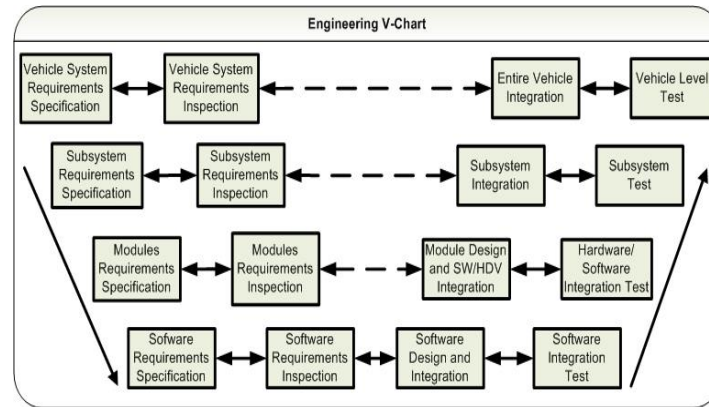 Engineering V-Chart
Vehicle System
Requirements
Specification
Vehicle System
Requirements
Inspection
Entire Vehicle
Integration
Vehicle Level
Test
Subsystem
Requirements
Specification
Subsystem
Requirements
Inspection
Subsystem
Integration
Subsystem
Test
Modules
Requirements
Specification
Modules
Requirements
Inspection
Module Design
and SW/HDV
Integration
Hardware/
Software
Integration Test
Sofware
Requirements
Specification
Software
Requirements
Inspection
Software
Design and
Integration
Software
Integration
Test